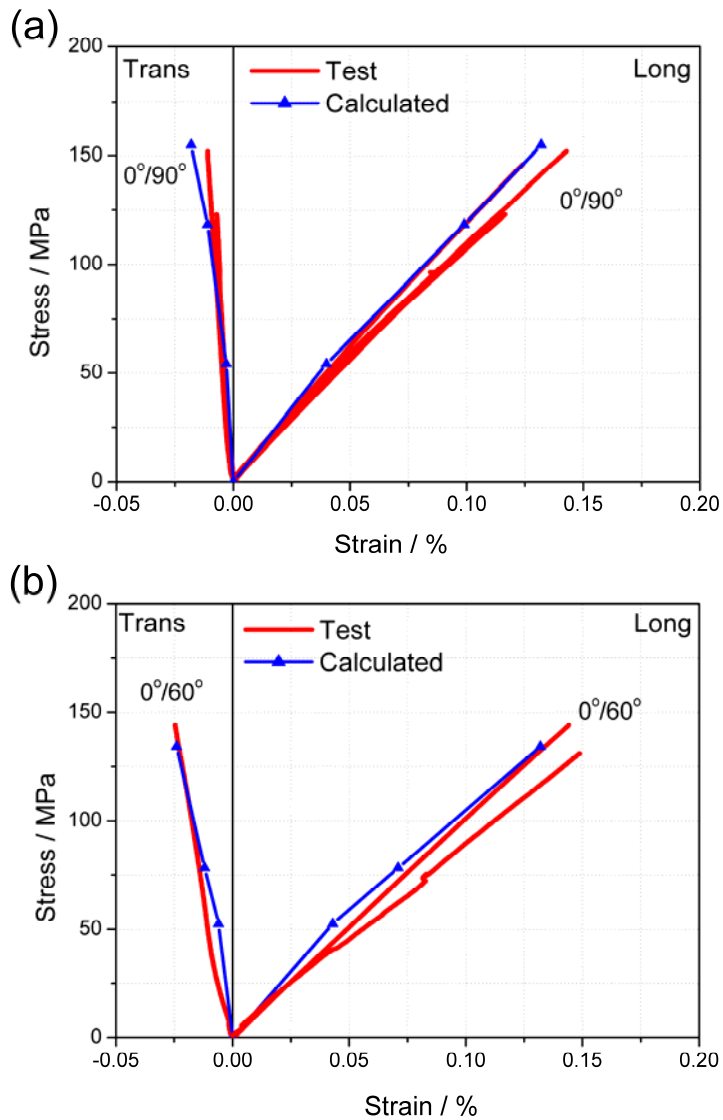 (a)
200
Trans
Test
Long
Calculated
150
0°/90°
0°/90°
Stress / MPa
100
50
0
-0.05 0.00 0.05 0.10 0.15 0.20
Strain / %
(b)
200
Trans
Test
Long
Calculated
0°/60°
0°/60°
150
Stress / MPa
100
50
0
-0.05 0.00 0.05 0.10 0.15 0.20
Strain / %